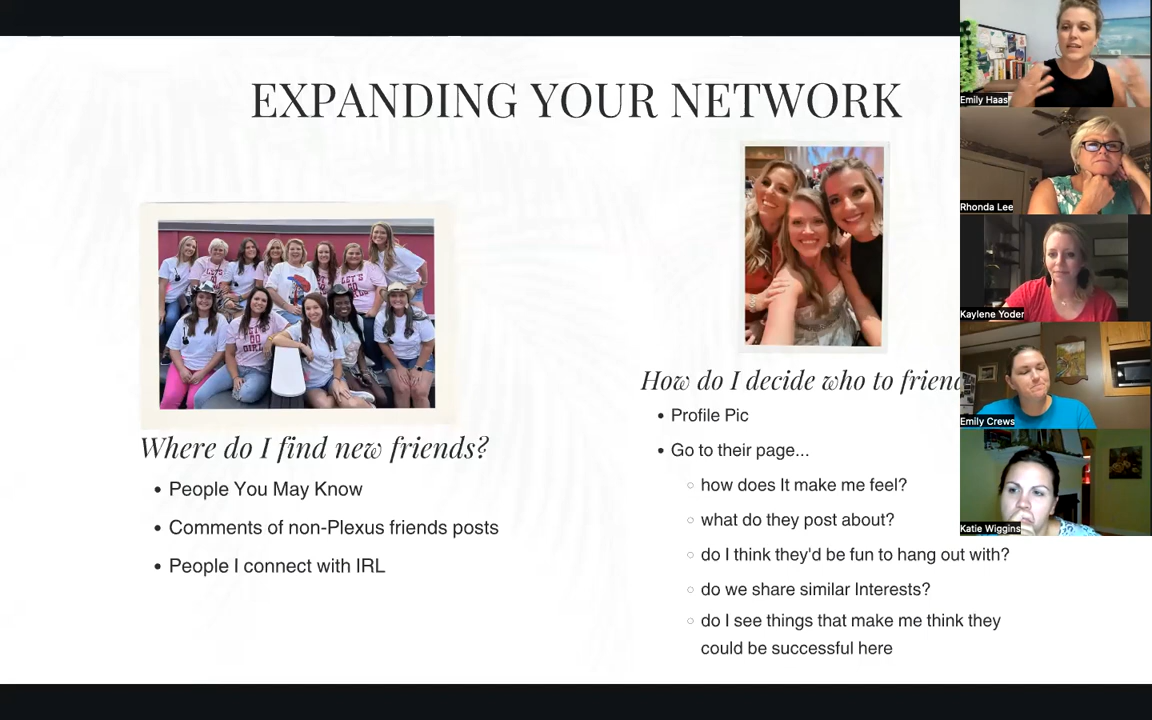 EXPANDING YOUR NETWORK
Where do I find new friends?
• People You May Know
• Comments of non-Plexus friends posts
• People I connect with IRL
How do I decide who to friend
• Profile Pic
• Go to their page...
○ how does It make me feel?
○ what do they post about?
○ do I think they'd be fun to hang out with?
○ do we share similar Interests?
○ do I see things that make me think they
could be successful here
Emily Haas
Rhonda Lee
Kaylene Yoder
Emily Crews
Katie Wiggins
LET'S
GO
GIRLS